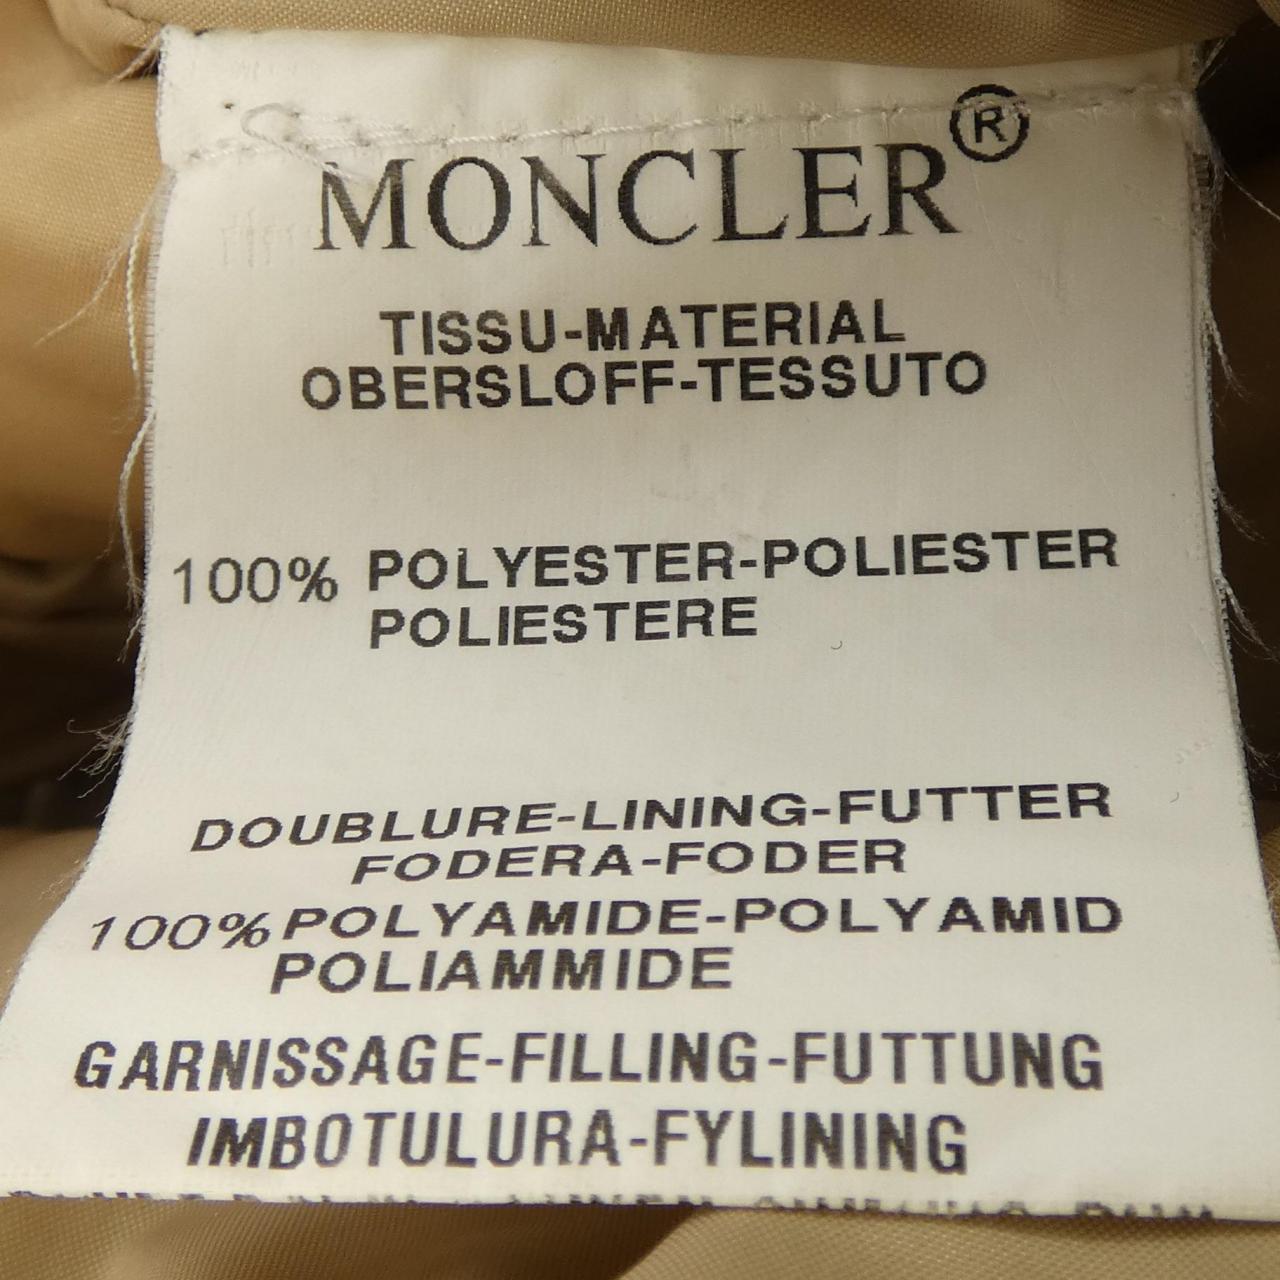 MONCLER®
TISSU-MATERIAL
OBERSLOFF-TESSUTO
100% POLYESTER-POLIESTER
POLIESTERE
DOUBLURE-LINING-FUTTER
FODERA-FODER
100% POLYAMIDE-POLYAMID
POLIAMMIDE
GARNISSAGE-FILLING-FUTTUNG
IMBOTULURA-FYLINING